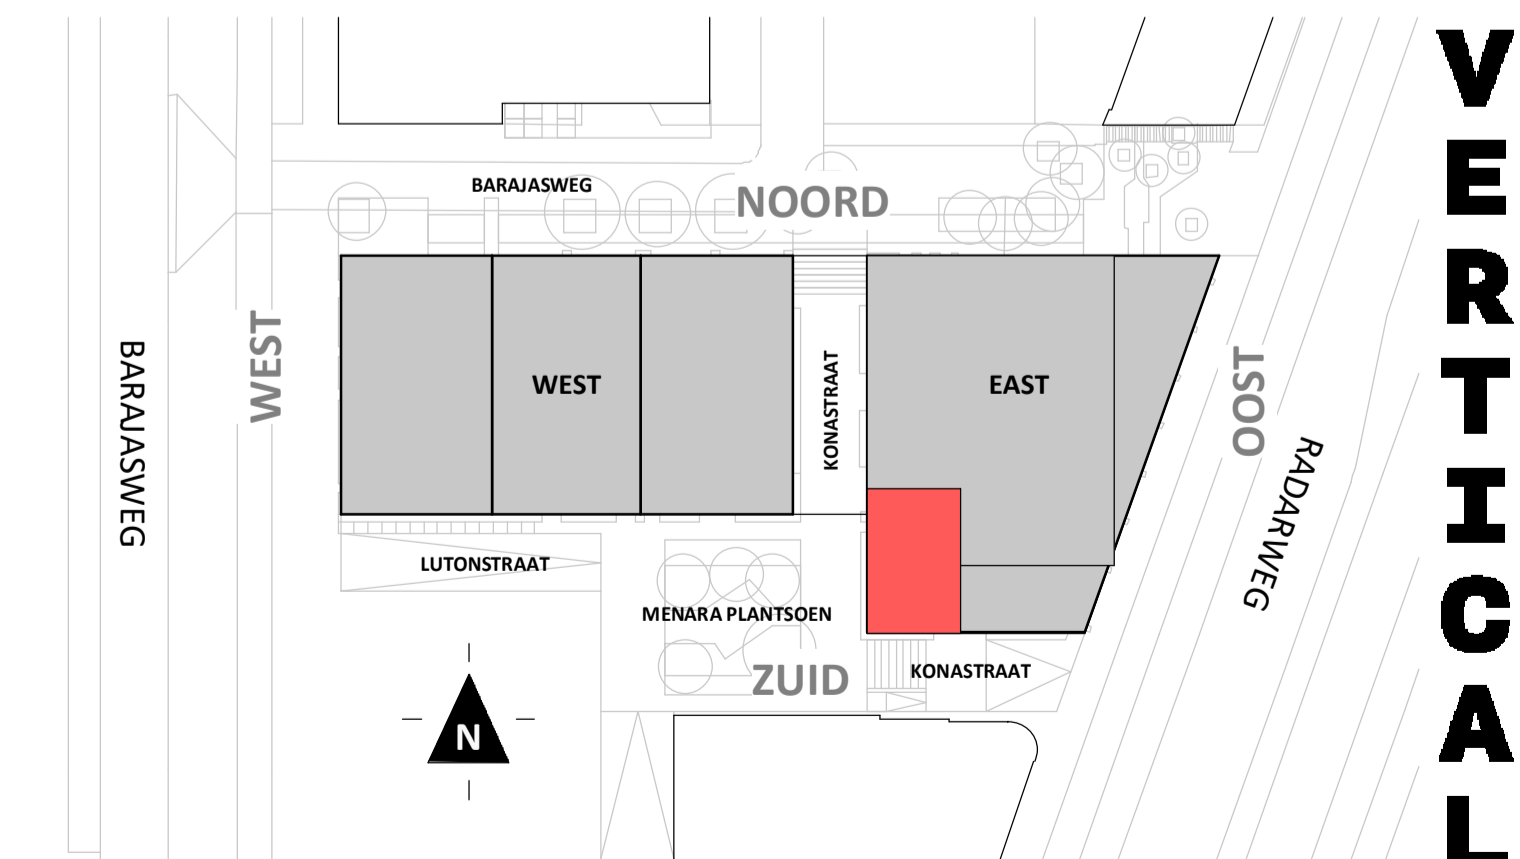 BARAJASWEG
NOORD
WEST
BARAJASWEG
WEST
KONASTRAAT
EAST
OOST
RADARWEG
LUTONSTRAAT
MENARA PLANTSOEN
ZUID
KONASTRAAT
N
VERTICAL